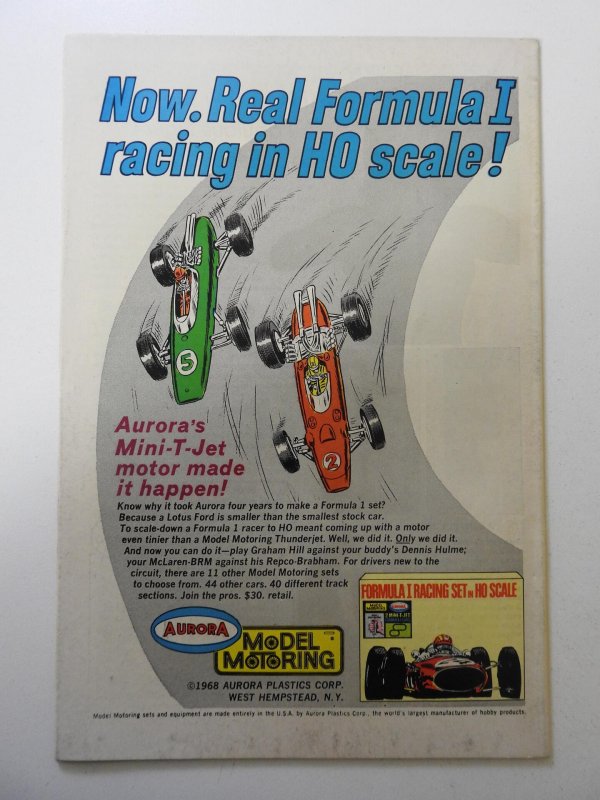 Now. Real Formula I
racing in HO scale!
5
2
Aurora's
Mini-T-Jet
motor made
it happen!
Know why it took Aurora four years to make a Formula 1 set?
Because a Lotus Ford is smaller than the smallest stock car.
To scale-down a Formula 1 racer to HO meant coming up with a motor
even tinier than a Model Motoring Thunderjet. Well, we did it. Only we did it.
And now you can do it—play Graham Hill against your buddy's Dennis Hulme;
your McLaren-BRM against his Repco-Brabham. For drivers new to the
circuit, there are 11 other Model Motoring sets
to choose from. 44 other cars. 40 different track
sections. Join the pros. $30. retail.
FORMULA I RACING SET IN HO SCALE
AURORA
MODEL
MOTORING
©1968 AURORA PLASTICS CORP.
WEST HEMPSTEAD, N.Y.
Model Motoring sets and equipment are made entirely in the U.S.A. by Aurora Plastics Corp., the world's largest manufacturer of hobby products.